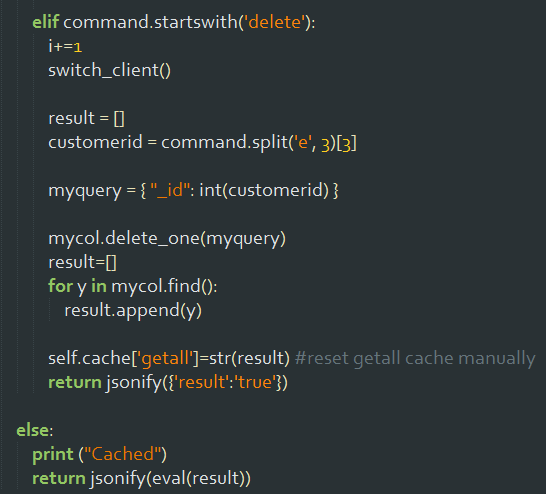 elif command.startswith('delete'):
i+=1
switch_client()
result = []
customerid = command.split('e', 3)[3]
myquery = { "_id": int(customerid) }
mycol.delete_one(myquery)
result=[]
for y in mycol.find():
result.append(y)
self.cache['getall']=str(result) #reset getall cache manually
return jsonify({'result':'true'})
else:
print ("Cached")
return jsonify(eval(result))